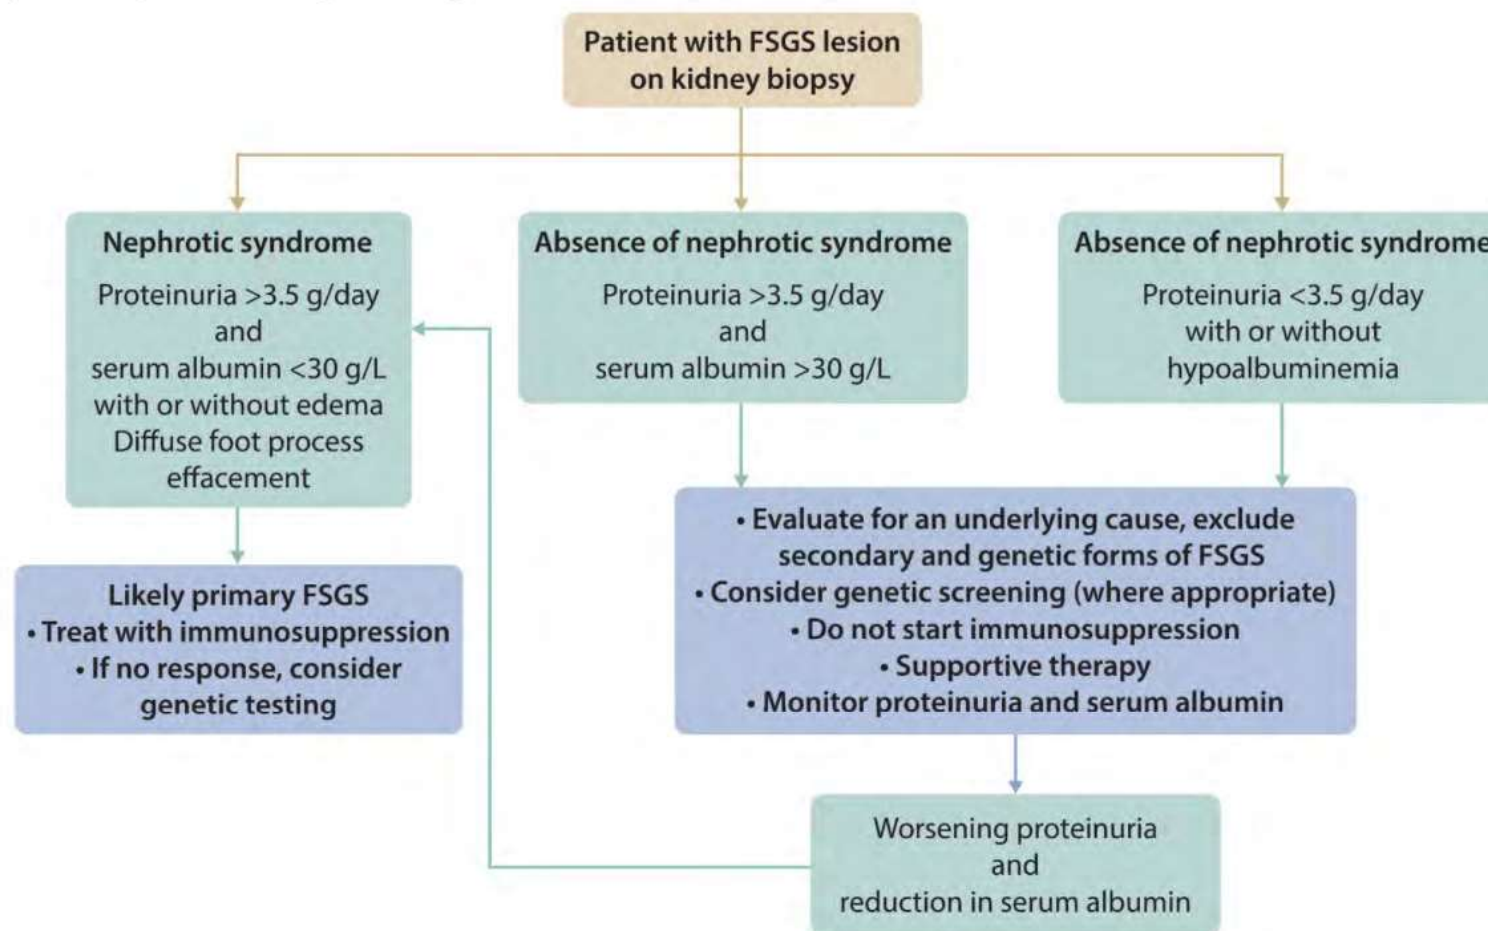 Patient with FSGS lesion
on kidney biopsy
Nephrotic syndrome
Proteinuria >3.5 g/day
and
serum albumin <30 g/L
with or without edema
Diffuse foot process
effacement
Absence of nephrotic syndrome
Proteinuria >3.5 g/day
and
serum albumin >30 g/L
Absence of nephrotic syndrome
Proteinuria <3.5 g/day
with or without
hypoalbuminemia
Likely primary FSGS
• Treat with immunosuppression
• If no response, consider
genetic testing
• Evaluate for an underlying cause, exclude
secondary and genetic forms of FSGS
• Consider genetic screening (where appropriate)
• Do not start immunosuppression
• Supportive therapy
• Monitor proteinuria and serum albumin
Worsening proteinuria
and
reduction in serum albumin